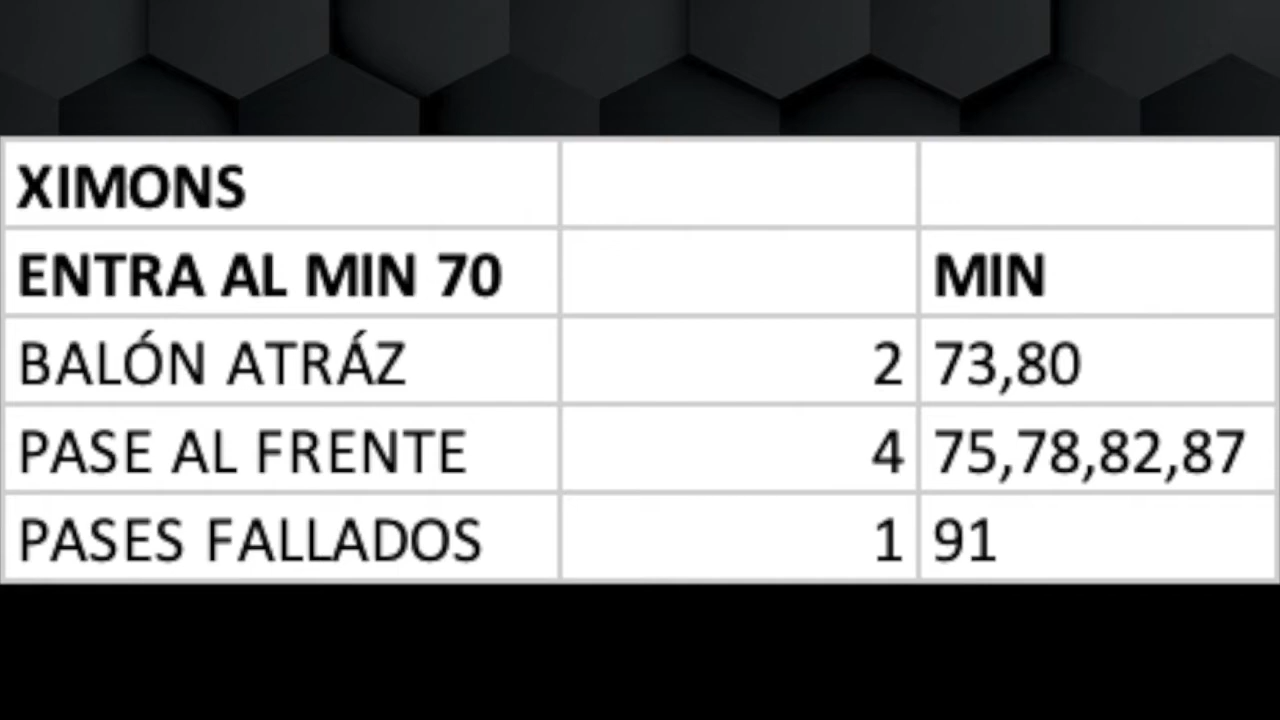 XIMONS
ENTRA AL MIN 70 MIN
BALÓN ATRÁZ 2 73,80
PASE AL FRENTE 4 75,78,82,87
PASES FALLADOS 1 91